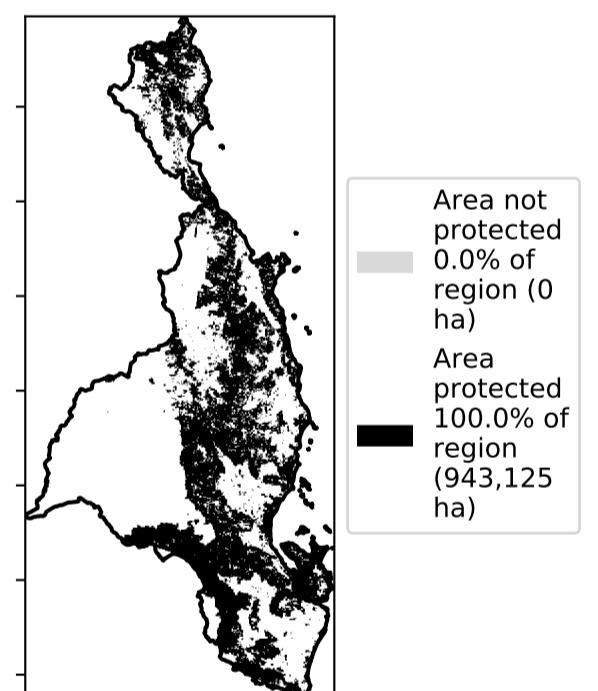 Area not
protected
0.0% of
region (0
ha)
Area
protected
100.0% of
region
(943,125
ha)